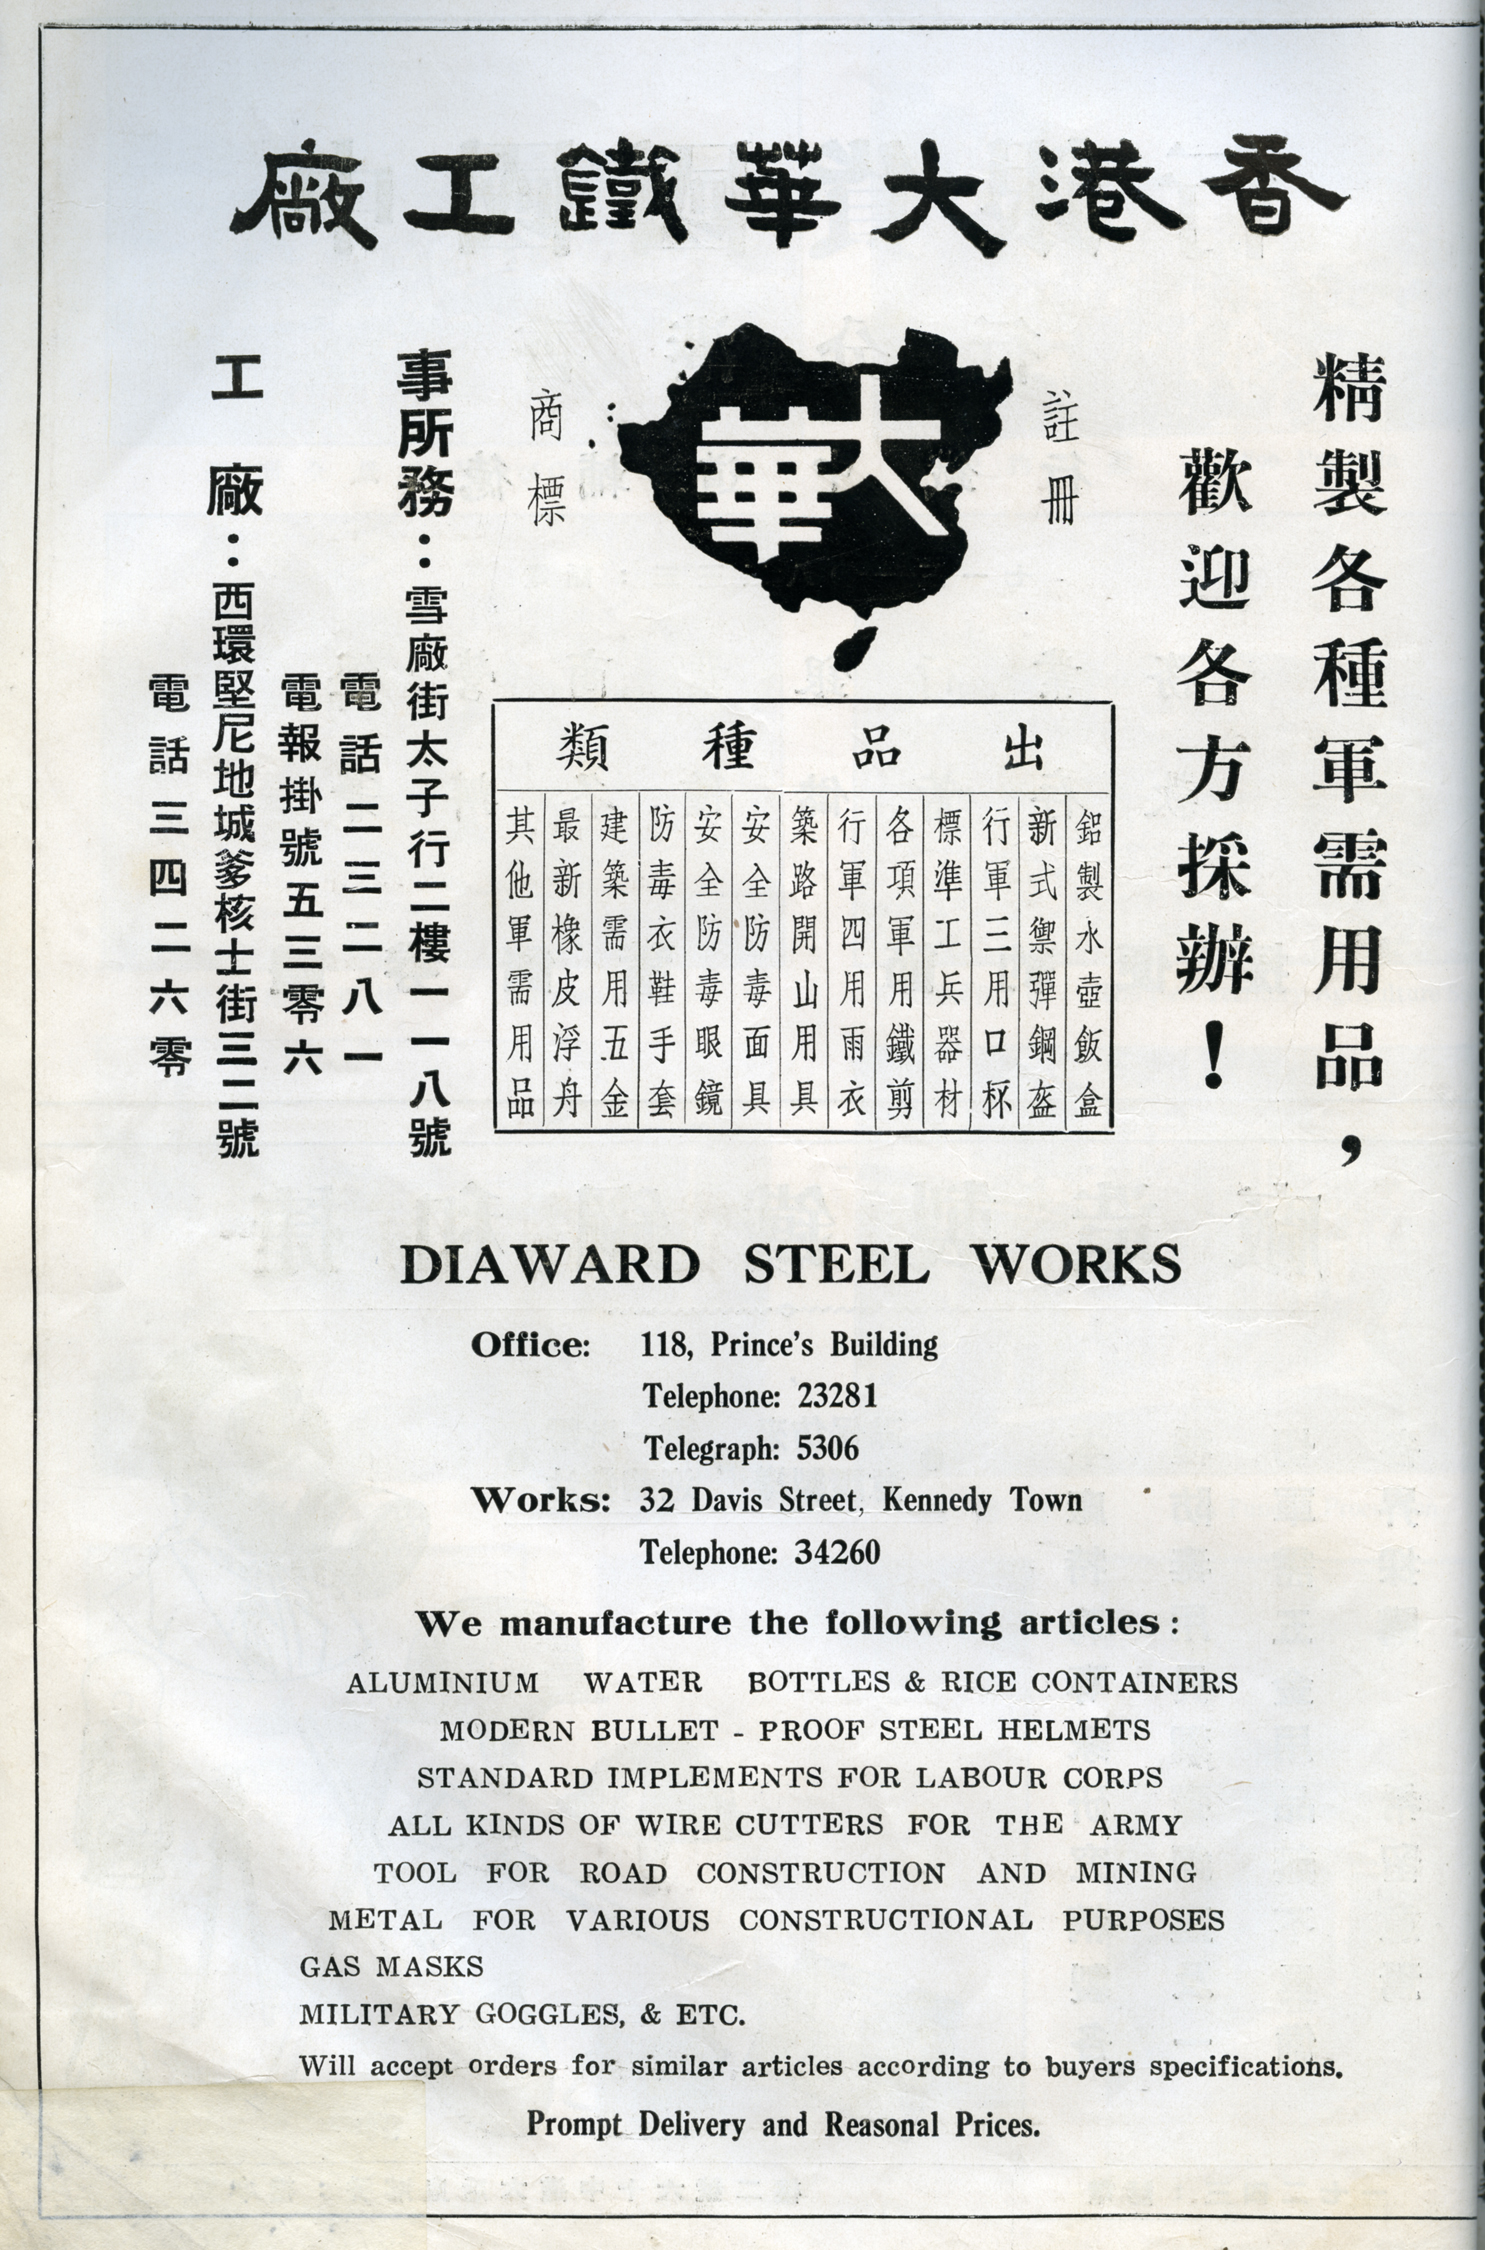 香港大華鐵工廠
精製各種軍需用品，
歡迎各方採辦！
註冊
大華
商標
事所務：雪廠街太子行二樓一一八號
電話二三二八一
電報掛號五三零六
工廠：西環堅尼地城爹核士街三二號
電話三四二六零
出品種類
鋁製水壺飯盒
新式禦彈鋼盔
行軍三用口杯
標準工兵器材
各項軍用鐵剪
行軍四用雨衣
築路開山用具
安全防毒面具
安全防毒眼鏡
防毒衣鞋手套
建築需用五金
最新橡皮浮舟
其他軍需用品
DIAWARD STEEL WORKS
Office: 118, Prince's Building
Telephone: 23281
Telegraph: 5306
Works: 32 Davis Street, Kennedy Town
Telephone: 34260
We manufacture the following articles:
ALUMINIUM WATER BOTTLES & RICE CONTAINERS
MODERN BULLET - PROOF STEEL HELMETS
STANDARD IMPLEMENTS FOR LABOUR CORPS
ALL KINDS OF WIRE CUTTERS FOR THE ARMY
TOOL FOR ROAD CONSTRUCTION AND MINING
METAL FOR VARIOUS CONSTRUCTIONAL PURPOSES
GAS MASKS
MILITARY GOGGLES, & ETC.
Will accept orders for similar articles according to buyers specifications.
Prompt Delivery and Reasonal Prices.